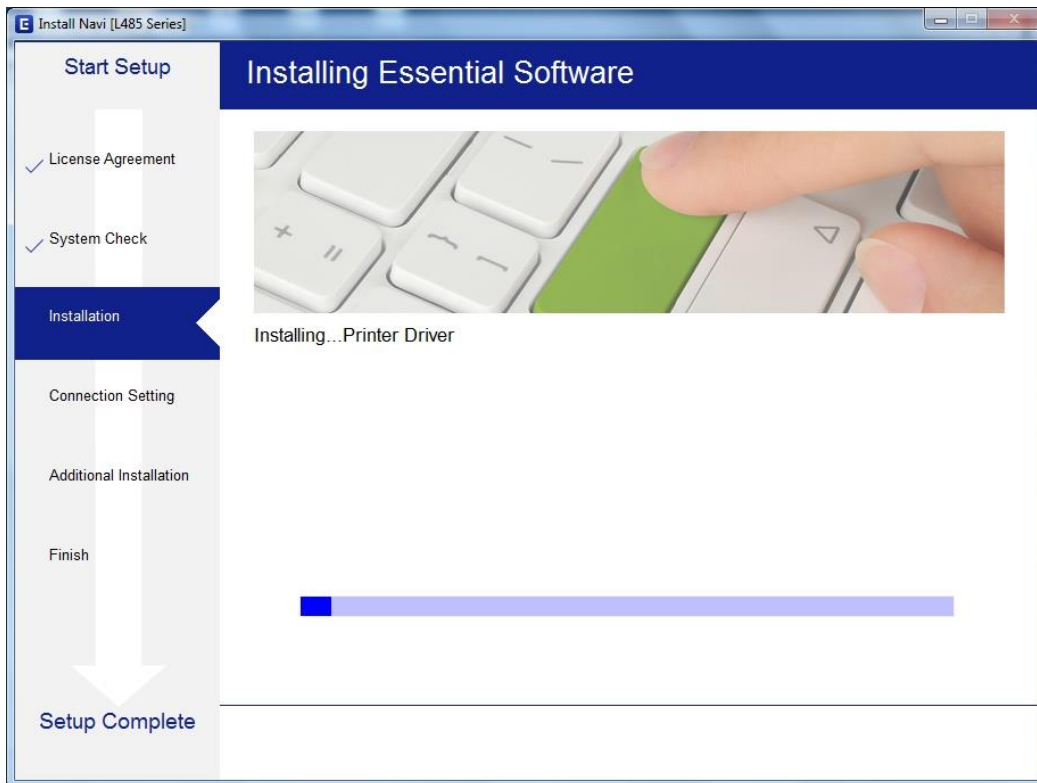 Install Navi [L485 Series]
Start Setup
License Agreement
System Check
Installation
Connection Setting
Additional Installation
Finish
Setup Complete
Installing Essential Software
Installing...Printer Driver